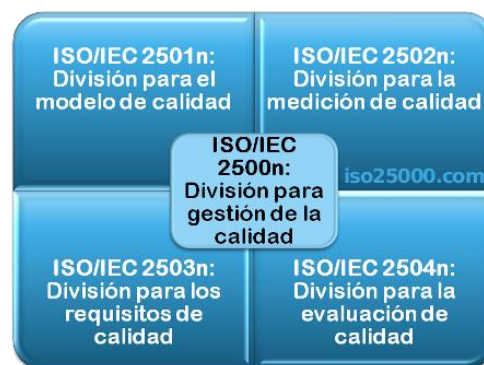 ISO/IEC 2501n:
División para el
modelo de calidad
ISO/IEC 2502n:
División para la
medición de calidad
ISO/IEC
2500n:
División para
gestión de la
calidad
iso25000.com
ISO/IEC 2503n:
División para los
requisitos de
calidad
ISO/IEC 2504n:
División para la
evaluación de
calidad